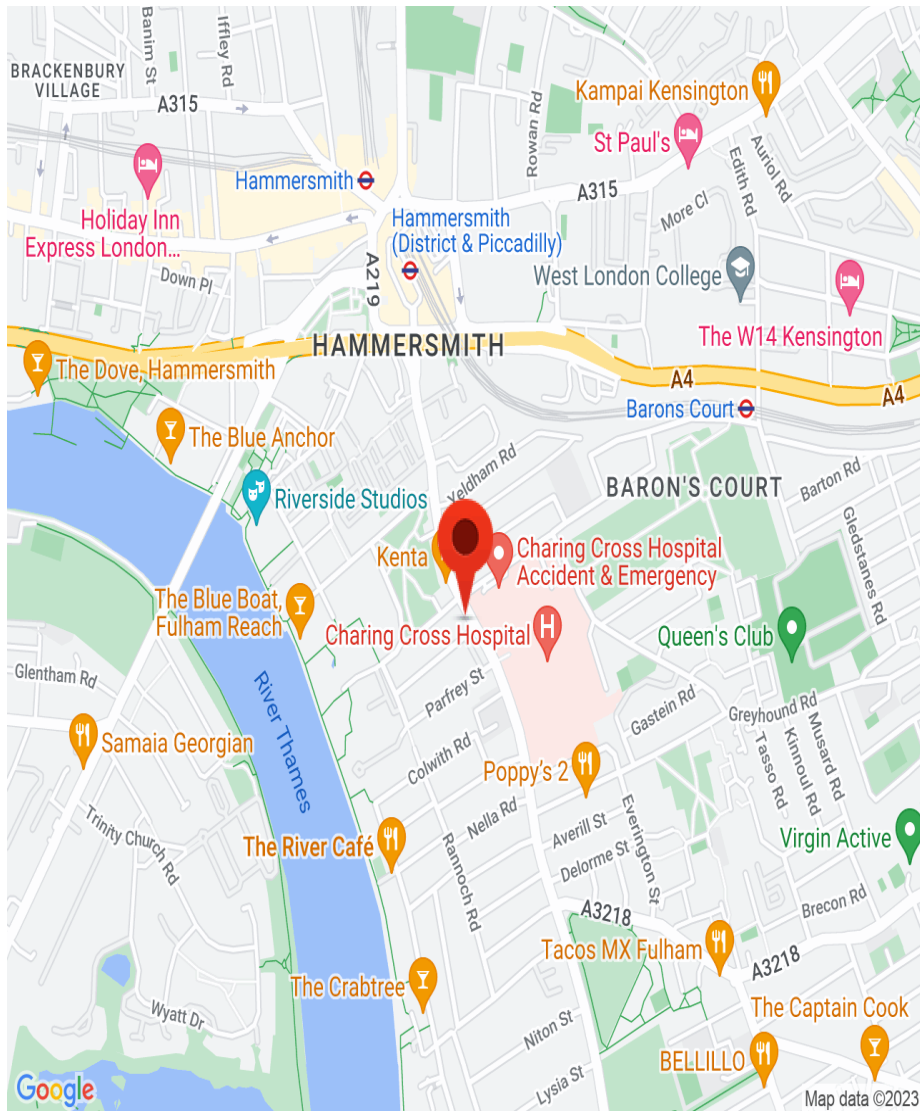 Banim St
Iffley Rd
BRACKENBURY
VILLAGE
A315
Kampai Kensington
Rowan Rd
St Paul's
Edith Rd
Auriol Rd
Hammersmith
A315
More Cl
Holiday Inn
Express London...
Hammersmith
(District & Piccadilly)
Down Pl
A219
West London College
The W14 Kensington
HAMMERSMITH
The Dove, Hammersmith
A4
A4
Barons Court
The Blue Anchor
Yeldham Rd
BARON'S COURT
Barton Rd
Riverside Studios
Gledstanes Rd
Kenta
Charing Cross Hospital
Accident & Emergency
The Blue Boat,
Fulham Reach
Charing Cross Hospital
Queen's Club
Glentham Rd
River Thames
Parfrey St
Gastein Rd
Greyhound Rd
Musard Rd
Kinnoul Rd
Tasso Rd
Samaia Georgian
Colwith Rd
Poppy's 2
Nella Rd
Everington St
Averill St
Trinity Church Rd
The River Café
Rannoch Rd
Delorme St
Virgin Active
Brecon Rd
A3218
Tacos MX Fulham
A3218
The Crabtree
Wyatt Dr
Niton St
The Captain Cook
BELLILLO
Lysia St
Google
Map data ©2023